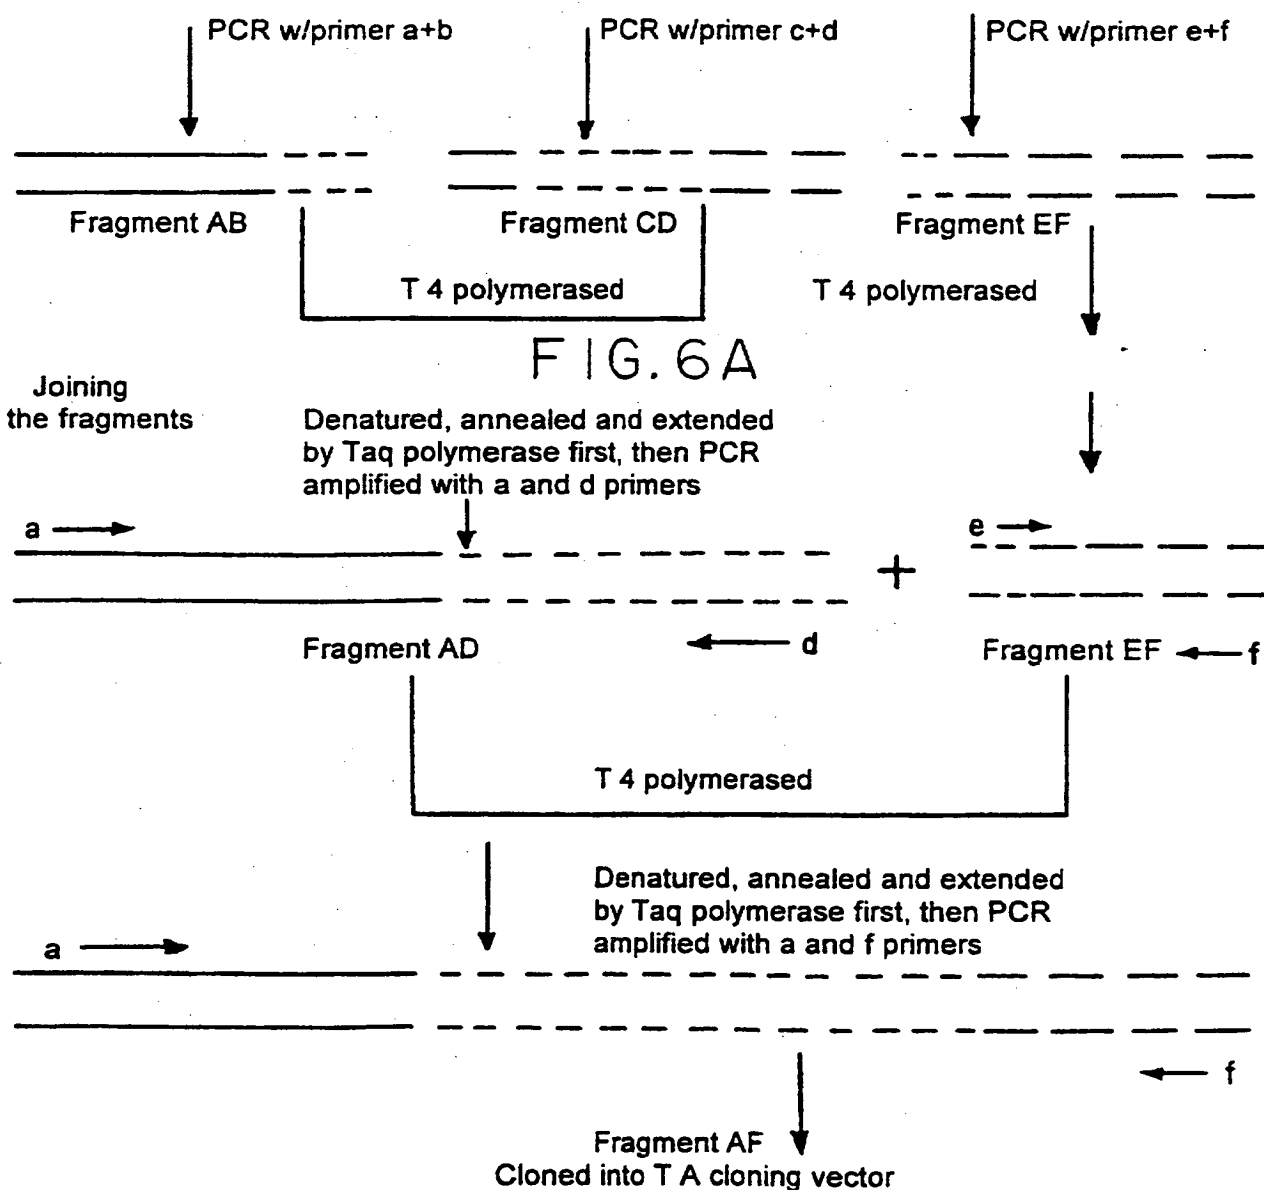 PCR w/primer a+b
PCR w/primer c+d
PCR w/primer e+f
Fragment AB
Fragment CD
Fragment EF
T 4 polymerased
T 4 polymerased
FIG. 6A
Joining
the fragments
Denatured, annealed and extended
by Taq polymerase first, then PCR
amplified with a and d primers
a
e
+
Fragment AD
d
Fragment EF
f
T 4 polymerased
Denatured, annealed and extended
by Taq polymerase first, then PCR
amplified with a and f primers
a
f
Fragment AF
Cloned into T A cloning vector